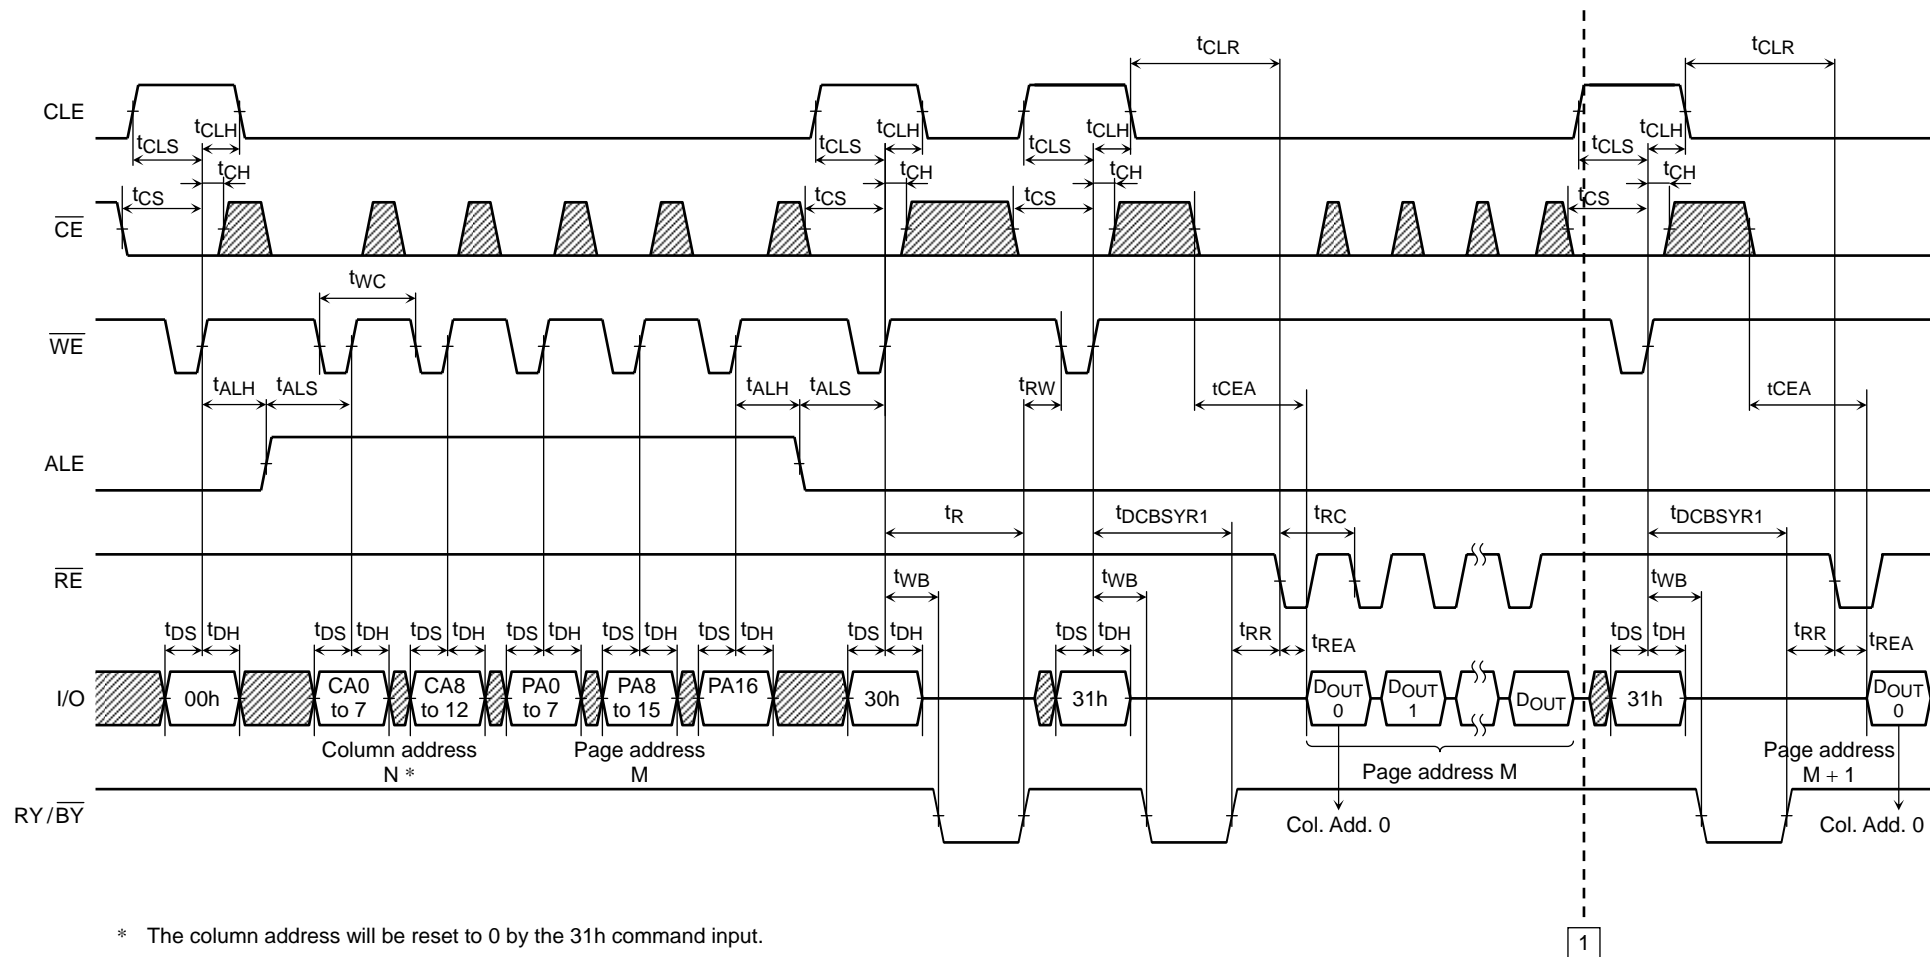 tCLR tCLR
CLE
tCLS tCLH tCLS tCLH tCLS tCLH tCLS tCLH
tCH tCH tCH tCH
tCS tCS tCS tCS
CE
tWC
WE
tALH tALS tALH tALS tRW tCEA tCEA
ALE
tR tDCBSYR1 tRC tDCBSYR1
RE
tWB tWB tWB
tDS tDH tDS tDH tDS tDH tDS tDH tDS tDH tDS tDH tDS tDH tDS tDH tRR tREA tDS tDH tRR tREA
I/O 00h CA0 to 7 CA8 to 12 PA0 to 7 PA8 to 15 PA16 30h 31h DOUT 0 DOUT 1 DOUT 31h DOUT 0
Column address N * Page address M Page address M Page address M + 1
RY/BY
Col. Add. 0 Col. Add. 0
* The column address will be reset to 0 by the 31h command input.
1